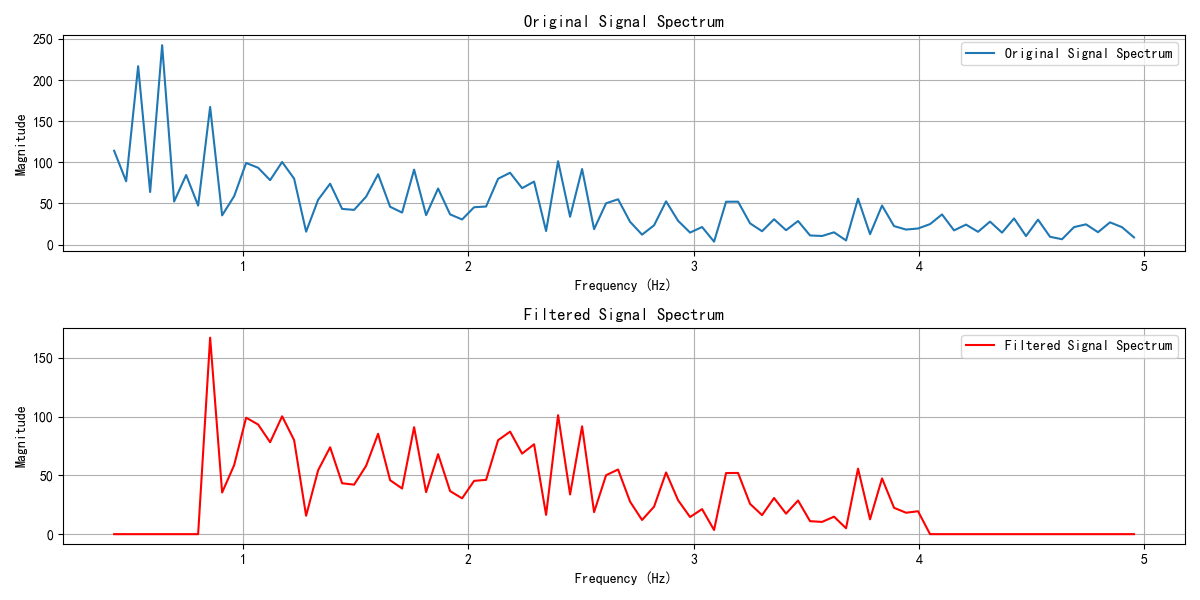 Original Signal Spectrum
250
200
150
100
50
0
Magnitude
Original Signal Spectrum
1
2
3
4
5
Frequency (Hz)
Filtered Signal Spectrum
150
100
50
0
Magnitude
Filtered Signal Spectrum
1
2
3
4
5
Frequency (Hz)